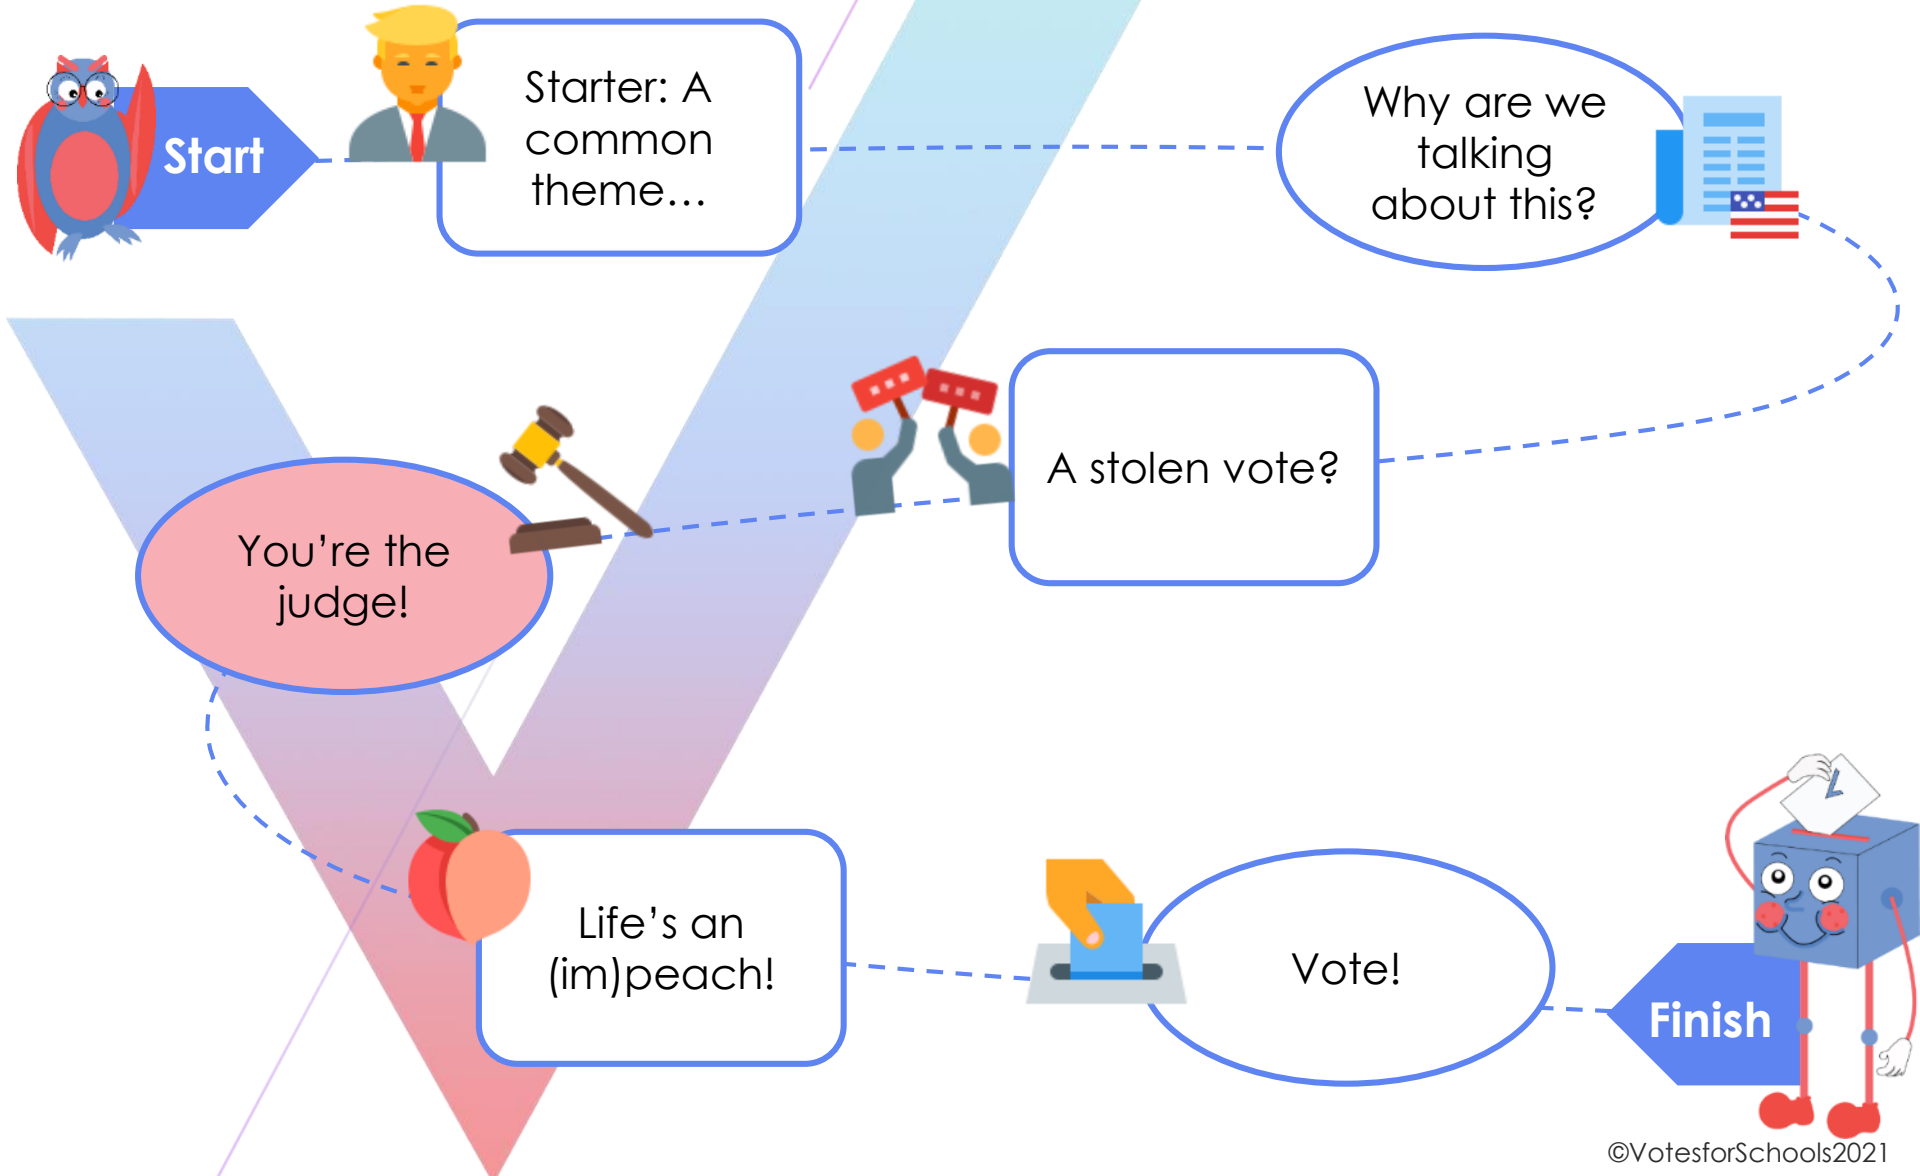 Start
Starter: A
common
theme…
Why are we
talking
about this?
A stolen vote?
You’re the
judge!
Life’s an
(im)peach!
Vote!
Finish
©VotesforSchools2021